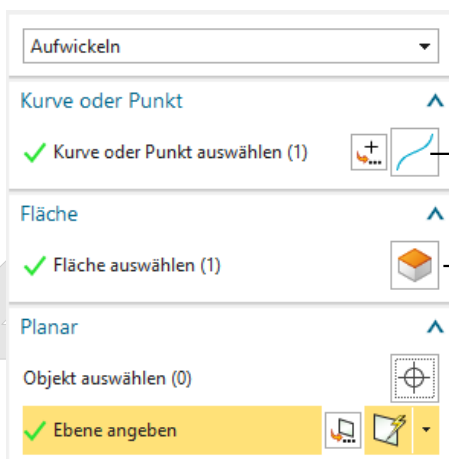 Aufwickeln
Kurve oder Punkt
Kurve oder Punkt auswählen (1)
Fläche
Fläche auswählen (1)
Planar
Objekt auswählen (0)
Ebene angeben